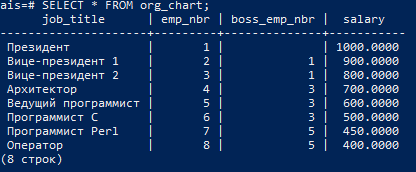 ais=# SELECT * FROM org_chart;
job_title | emp_nbr | boss_emp_nbr | salary
Президент | 1 | | 1000.0000
Вице-президент 1 | 2 | 1 | 900.0000
Вице-президент 2 | 3 | 1 | 800.0000
Архитектор | 4 | 3 | 700.0000
Ведущий программист | 5 | 3 | 600.0000
Программист C | 6 | 3 | 500.0000
Программист Perl | 7 | 5 | 450.0000
Оператор | 8 | 5 | 400.0000
(8 строк)